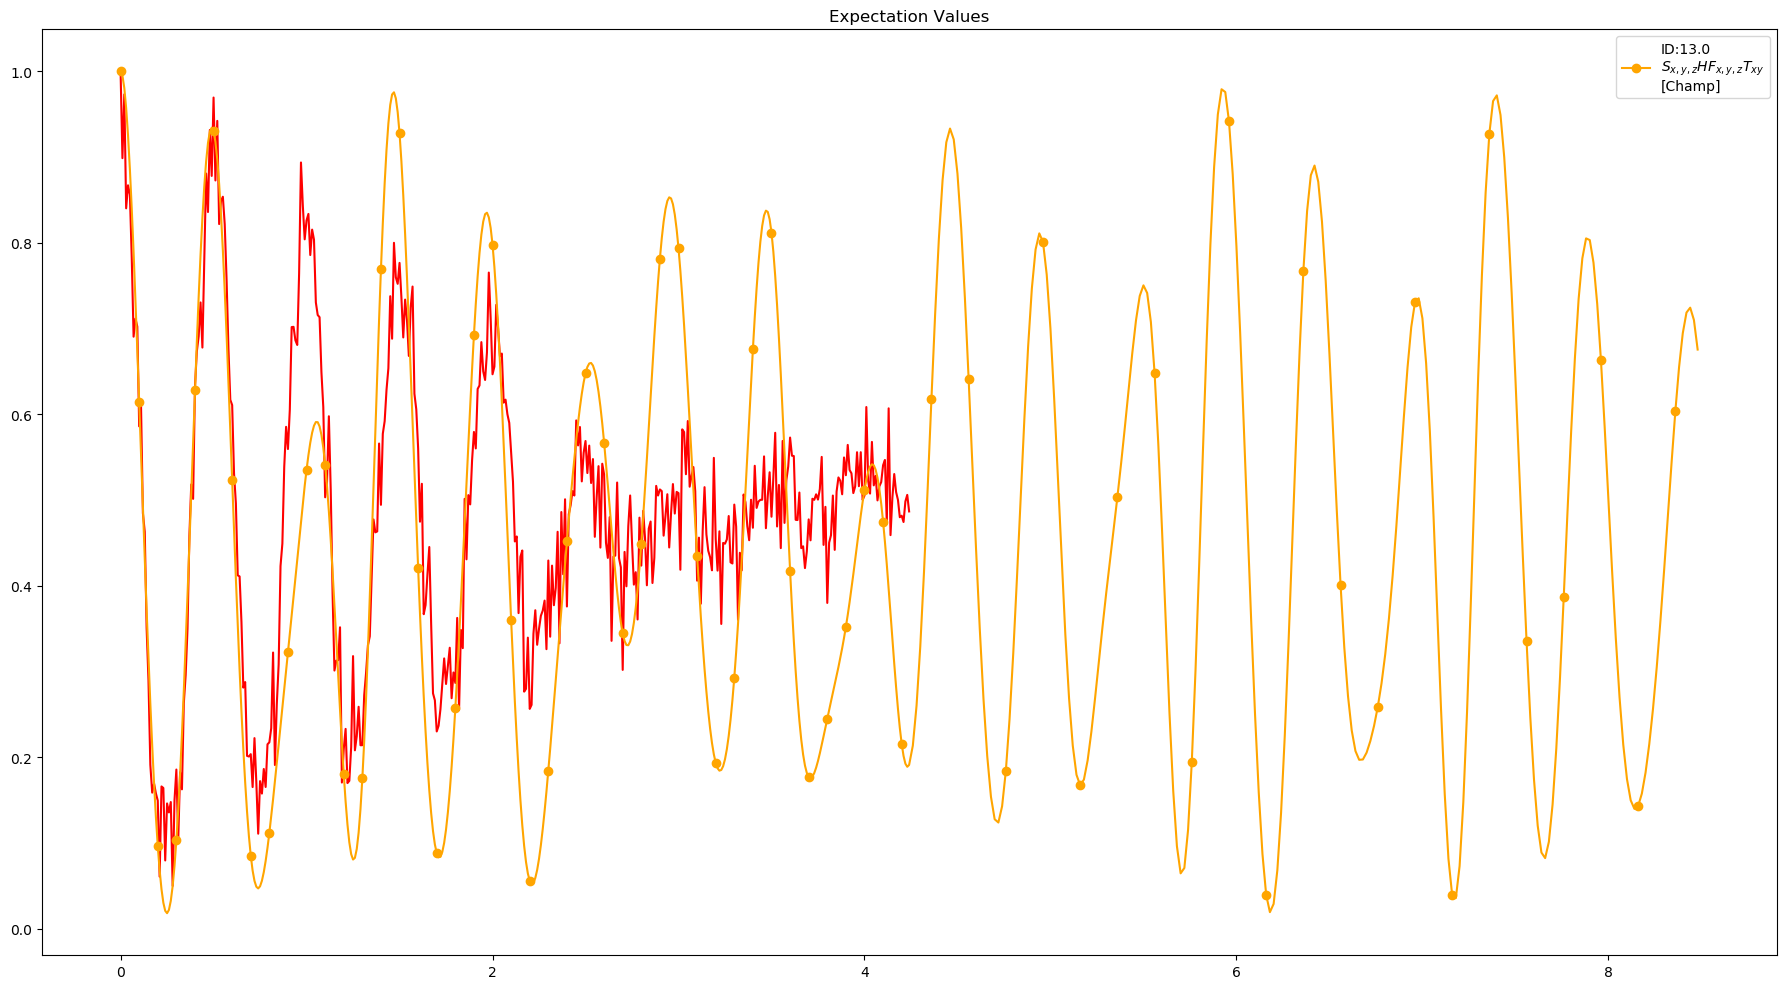 Expectation Values
ID:13.0
$S_{x,y,z}HF_{x,y,z}T_{xy}$
[Champ]
1.0
0.8
0.6
0.4
0.2
0.0
0 2 4 6 8